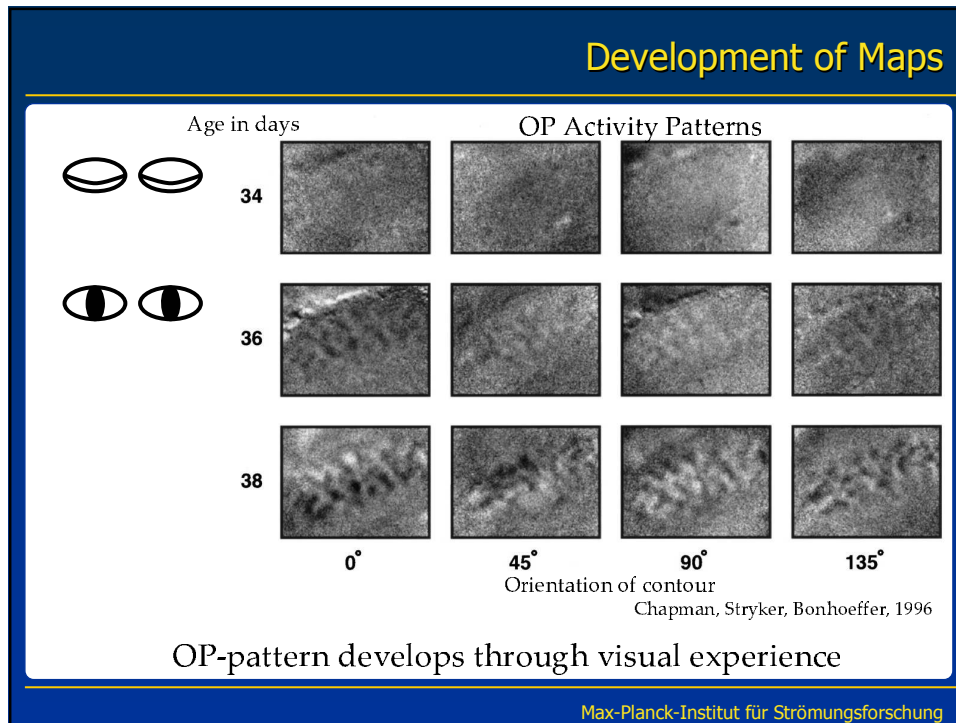 Development of Maps
Age in days
OP Activity Patterns
34
36
38
0° 45° 90° 135°
Orientation of contour
Chapman, Stryker, Bonhoeffer, 1996
OP-pattern develops through visual experience
Max-Planck-Institut für Strömungsforschung